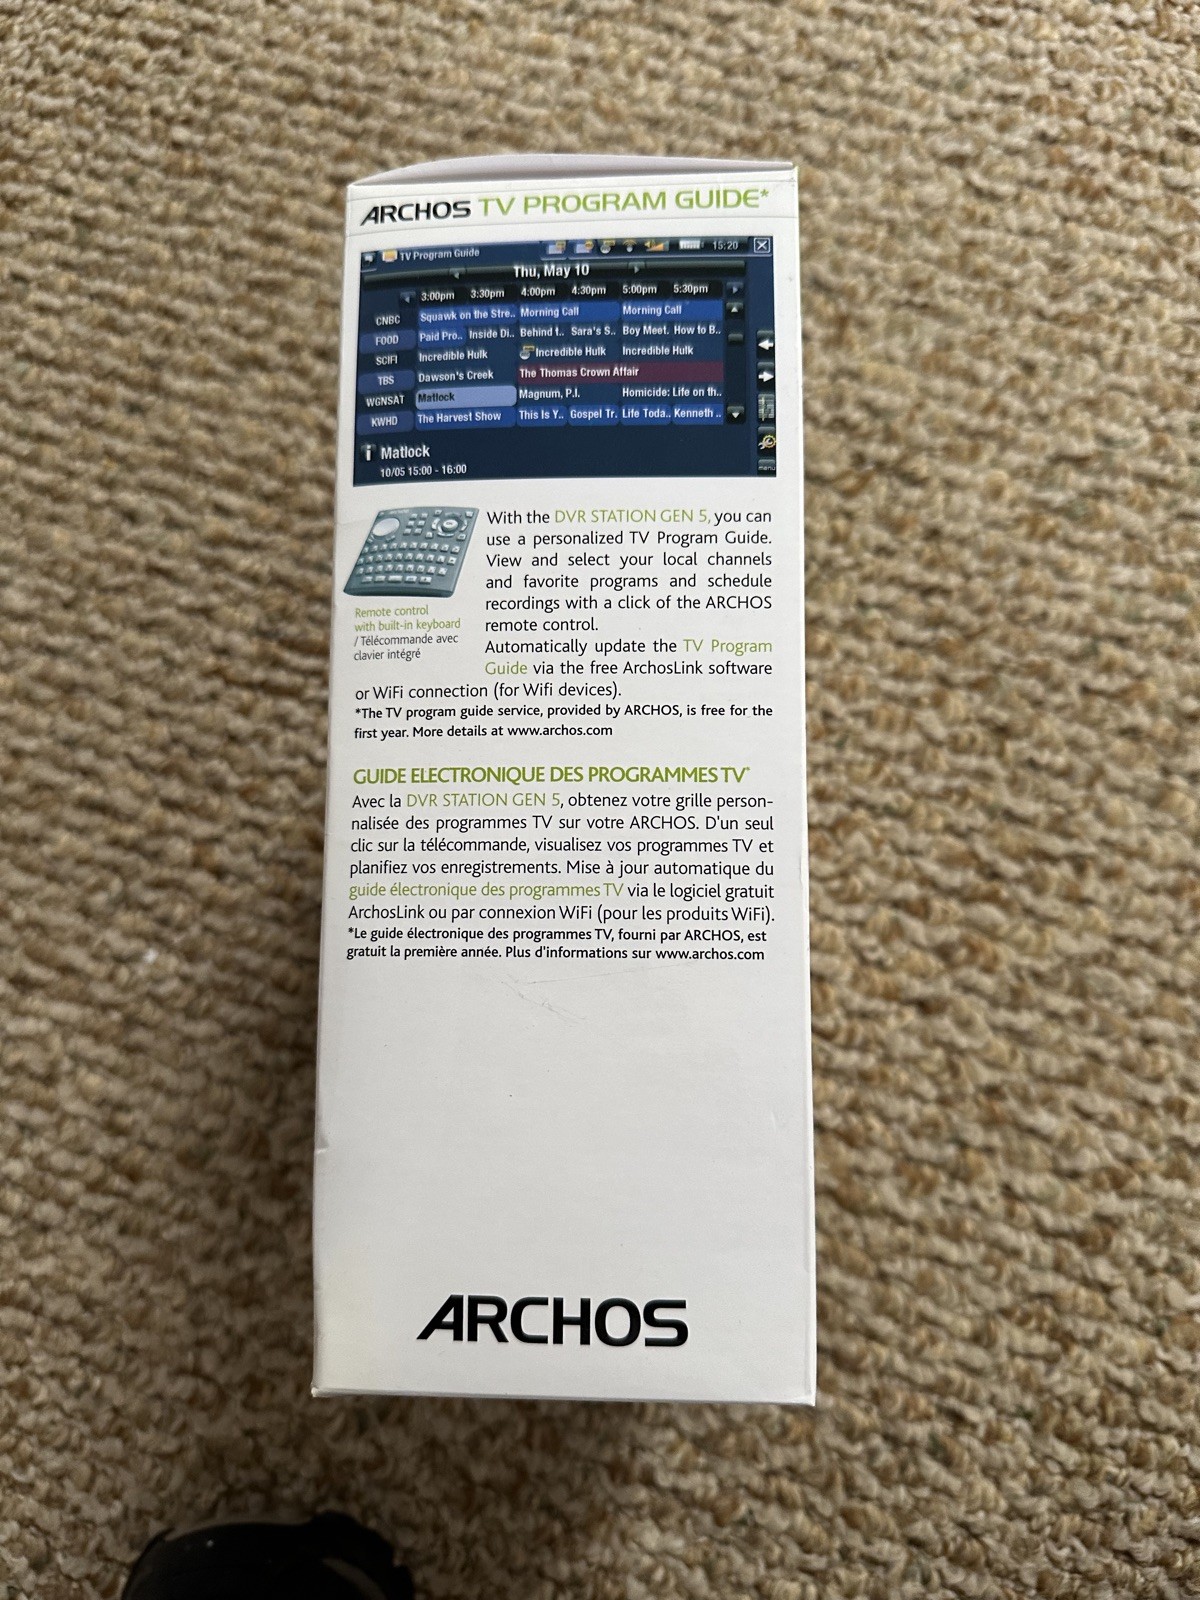 ARCHOS TV PROGRAM GUIDE*
TV Program Guide 15:20
Thu, May 10
3:00pm 3:30pm 4:00pm 4:30pm 5:00pm 5:30pm
CNBC Squawk on the Stre.. Morning Call Morning Call
FOOD Paid Pro.. Inside Di.. Behind t.. Sara's S.. Boy Meet. How to B..
SCIFI Incredible Hulk Incredible Hulk Incredible Hulk
TBS Dawson's Creek The Thomas Crown Affair
WGNSAT Matlock Magnum, P.I. Homicide: Life on th..
KWHD The Harvest Show This Is Y.. Gospel Tr. Life Toda.. Kenneth ..
i Matlock
10/05 15:00 - 16:00
menu
With the DVR STATION GEN 5, you can
use a personalized TV Program Guide.
View and select your local channels
and favorite programs and schedule
recordings with a click of the ARCHOS
remote control.
Automatically update the TV Program
Guide via the free ArchosLink software
or WiFi connection (for Wifi devices).
Remote control
with built-in keyboard
/ Télécommande avec
clavier intégré
*The TV program guide service, provided by ARCHOS, is free for the
first year. More details at www.archos.com
GUIDE ELECTRONIQUE DES PROGRAMMES TV*
Avec la DVR STATION GEN 5, obtenez votre grille person-
nalisée des programmes TV sur votre ARCHOS. D'un seul
clic sur la télécommande, visualisez vos programmes TV et
planifiez vos enregistrements. Mise à jour automatique du
guide électronique des programmes TV via le logiciel gratuit
ArchosLink ou par connexion WiFi (pour les produits WiFi).
*Le guide électronique des programmes TV, fourni par ARCHOS, est
gratuit la première année. Plus d'informations sur www.archos.com
ARCHOS